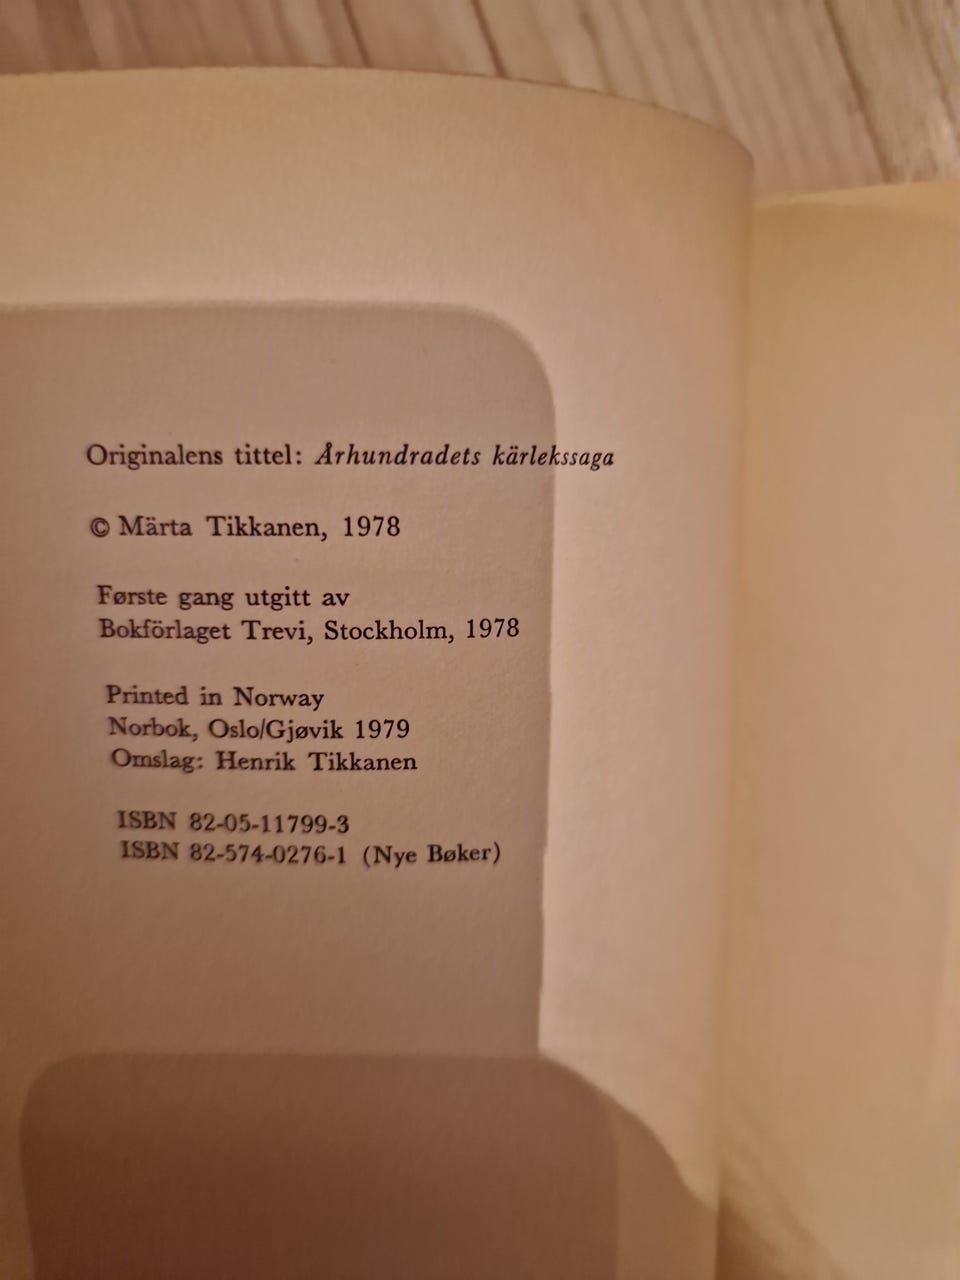 Originalens tittel: Århundradets kärlekssaga
© Märta Tikkanen, 1978
Første gang utgitt av
Bokförlaget Trevi, Stockholm, 1978
Printed in Norway
Norbok, Oslo/Gjøvik 1979
Omslag: Henrik Tikkanen
ISBN 82-05-11799-3
ISBN 82-574-0276-1 (Nye Bøker)